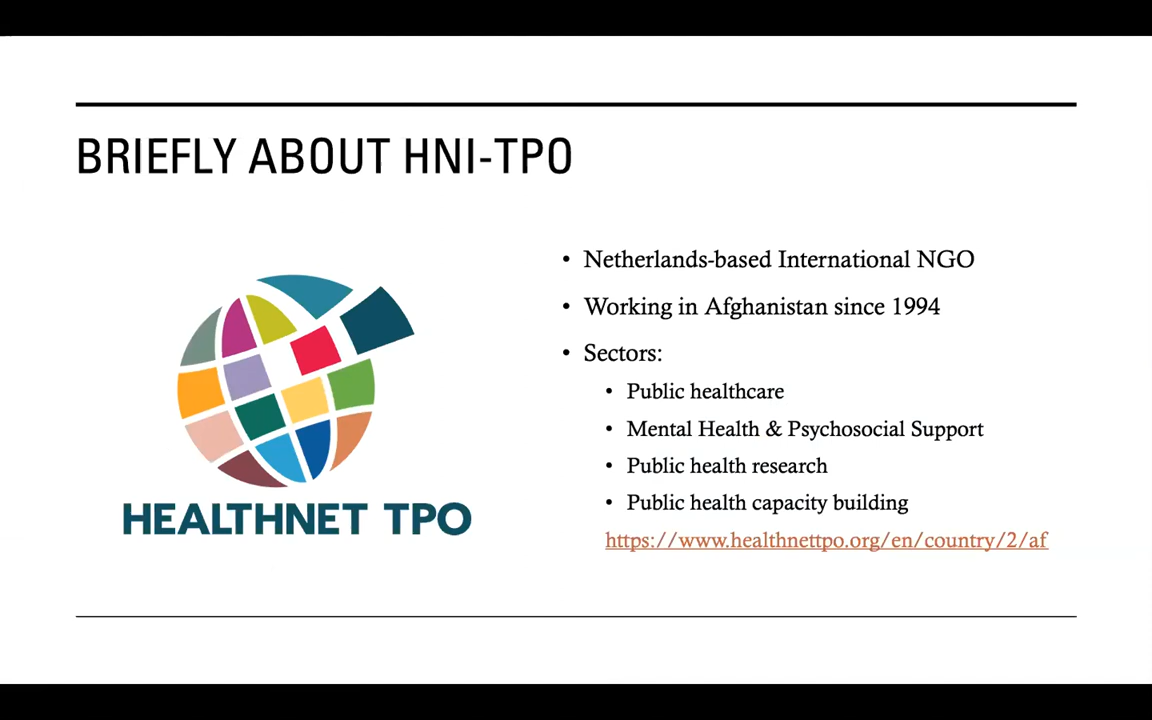 BRIEFLY ABOUT HNI-TPO
HEALTHNET TPO
• Netherlands-based International NGO
• Working in Afghanistan since 1994
• Sectors:
• Public healthcare
• Mental Health & Psychosocial Support
• Public health research
• Public health capacity building
https://www.healthnettpo.org/en/country/2/af